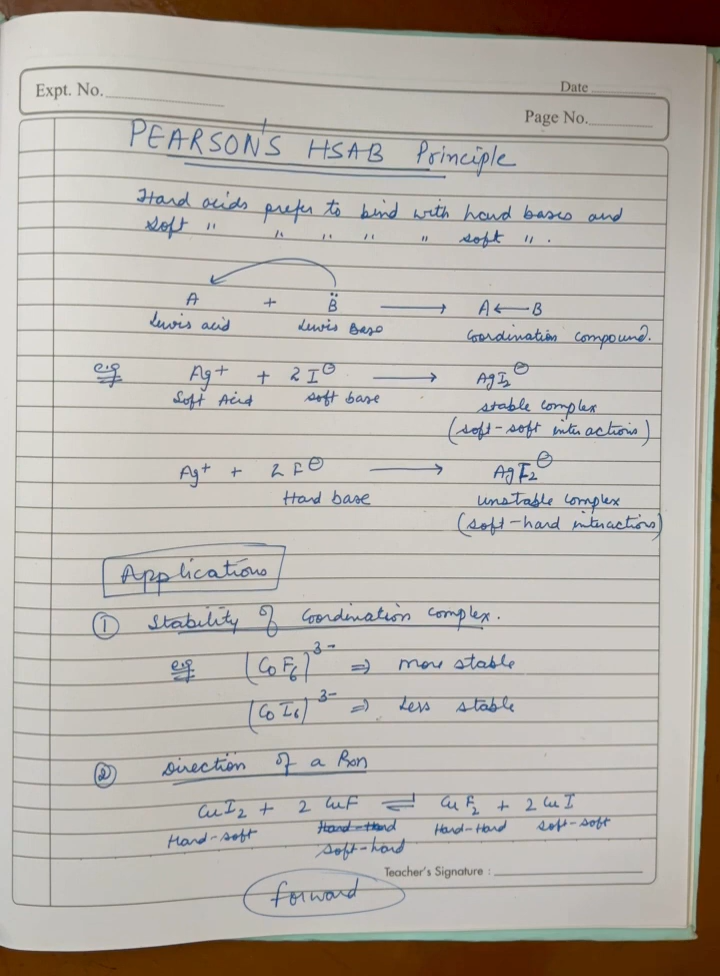 Expt. No.
Date
Page No.
PEARSON'S HSAB Principle
Hard acids prefer to bind with hard bases and
soft " " " " " soft ".
A + B̈ ⟶ A ⟵ B
Lewis acid Lewis Base Coordination compound.
e.g Ag⁺ + 2 I⊖ ⟶ AgI₂⊖
Soft Acid soft base stable complex
(soft-soft interactions)
Ag⁺ + 2 F⊖ ⟶ AgF₂⊖
Hard base unstable complex
(soft-hard interactions)
Applications
① Stability of Coordination Complex.
e.g [CoF₆]³⁻ ⇒ more stable
[CoI₆]³⁻ ⇒ Less stable
② Direction of a Rxn
CuI₂ + 2 CuF ⇌ CuF₂ + 2 CuI
Hard-soft Hard-Hard Hard-Hard soft-soft
soft-hard
Teacher's Signature :
forward